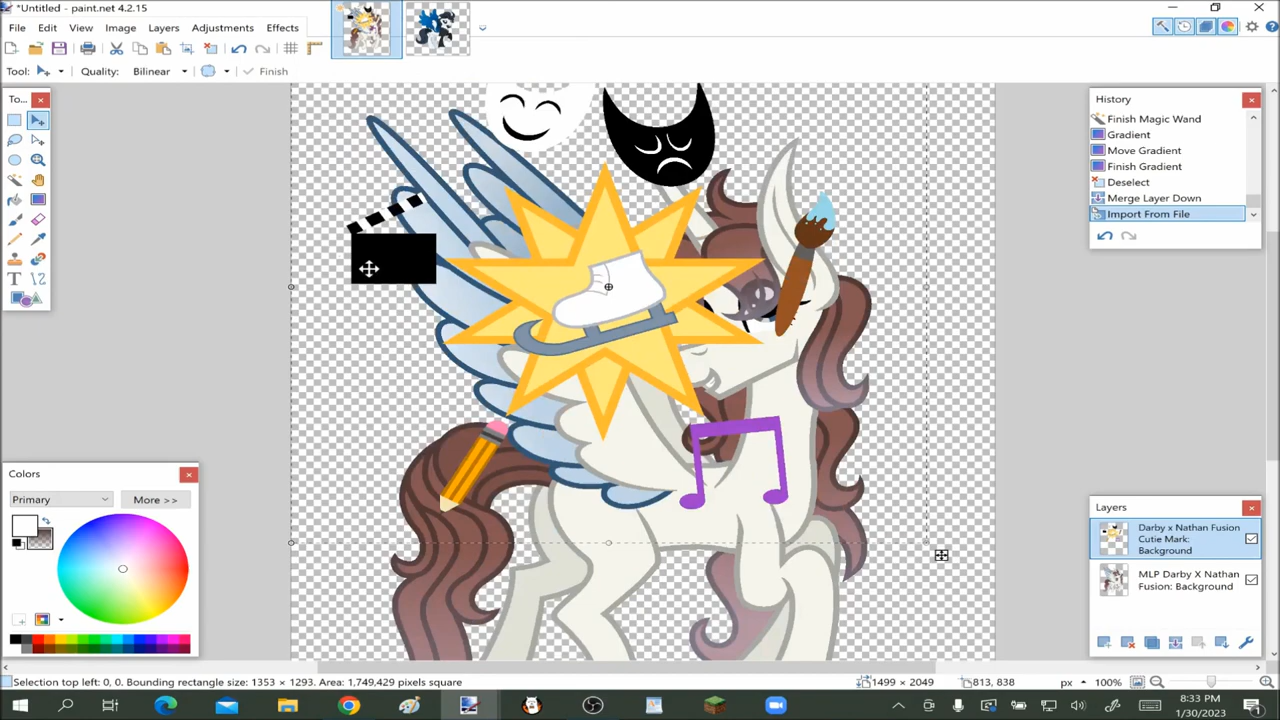 *Untitled - paint.net 4.2.15
File Edit View Image Layers Adjustments Effects
Tool: Quality: Bilinear Finish
To...
History
Finish Magic Wand
Gradient
Move Gradient
Finish Gradient
Deselect
Merge Layer Down
Import From File
Colors
Primary More >>
Layers
Darby x Nathan Fusion
Cutie Mark:
Background
MLP Darby X Nathan
Fusion: Background
Selection top left: 0, 0. Bounding rectangle size: 1353 × 1293. Area: 1,749,429 pixels square 1499 × 2049 813, 838 px 100%
8:33 PM
1/30/2023